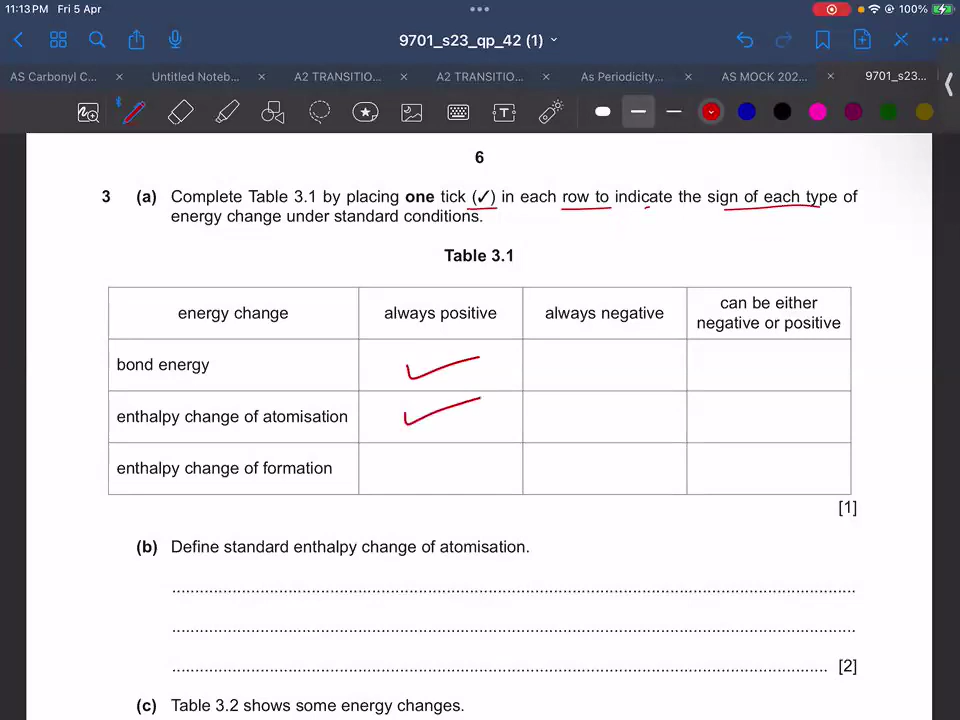 11:13 PM Fri 5 Apr
100%
9701_s23_qp_42 (1)
AS Carbonyl C...
Untitled Noteb...
A2 TRANSITIO...
A2 TRANSITIO...
As Periodicity...
AS MOCK 202...
9701_s23...
6
3 (a) Complete Table 3.1 by placing one tick (✓) in each row to indicate the sign of each type of
energy change under standard conditions.
Table 3.1
energy change
always positive
always negative
can be either
negative or positive
bond energy ✓
enthalpy change of atomisation ✓
enthalpy change of formation
[1]
(b) Define standard enthalpy change of atomisation.
[2]
(c) Table 3.2 shows some energy changes.